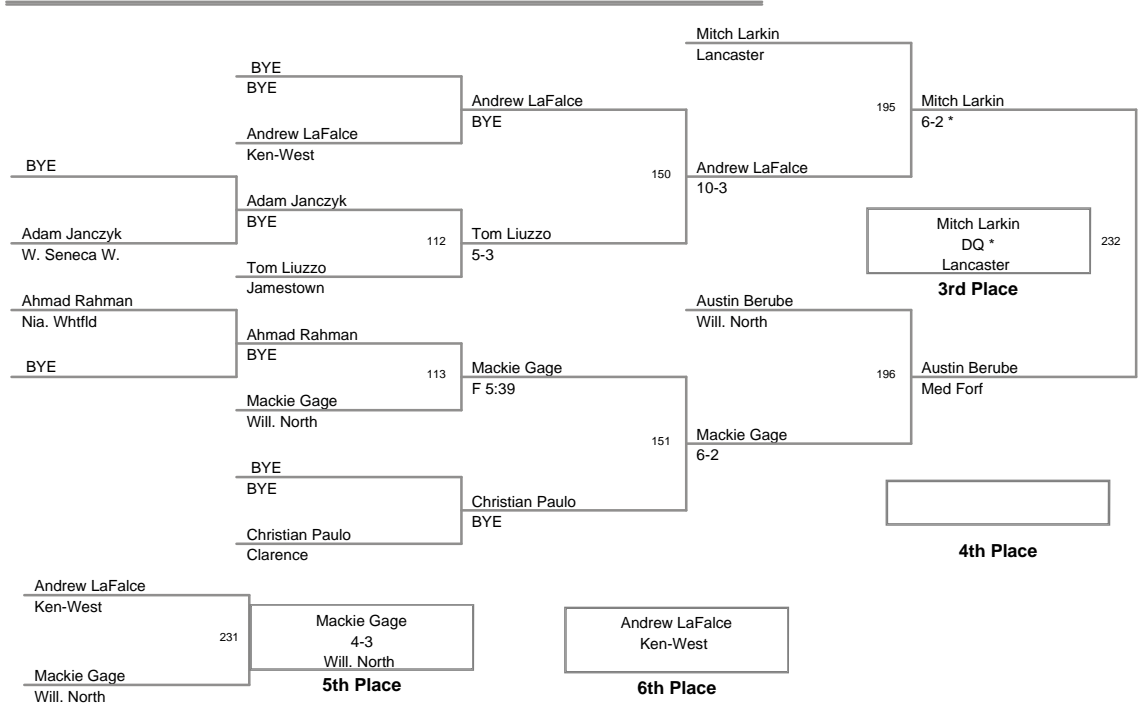 Mitch Larkin
Lancaster
BYE
BYE
Andrew LaFalce
BYE
195
Mitch Larkin
6-2 *
Andrew LaFalce
Ken-West
BYE
150
Andrew LaFalce
10-3
Adam Janczyk
BYE
Adam Janczyk
W. Seneca W.
112
Tom Liuzzo
5-3
Mitch Larkin
DQ *
Lancaster
232
3rd Place
Tom Liuzzo
Jamestown
Ahmad Rahman
Nia. Whtfld
Austin Berube
Will. North
Ahmad Rahman
BYE
BYE
113
Mackie Gage
F 5:39
196
Austin Berube
Med Forf
Mackie Gage
Will. North
151
Mackie Gage
6-2
BYE
BYE
Christian Paulo
BYE
Christian Paulo
Clarence
4th Place
Andrew LaFalce
Ken-West
231
Mackie Gage
4-3
Will. North
5th Place
Andrew LaFalce
Ken-West
6th Place
Mackie Gage
Will. North